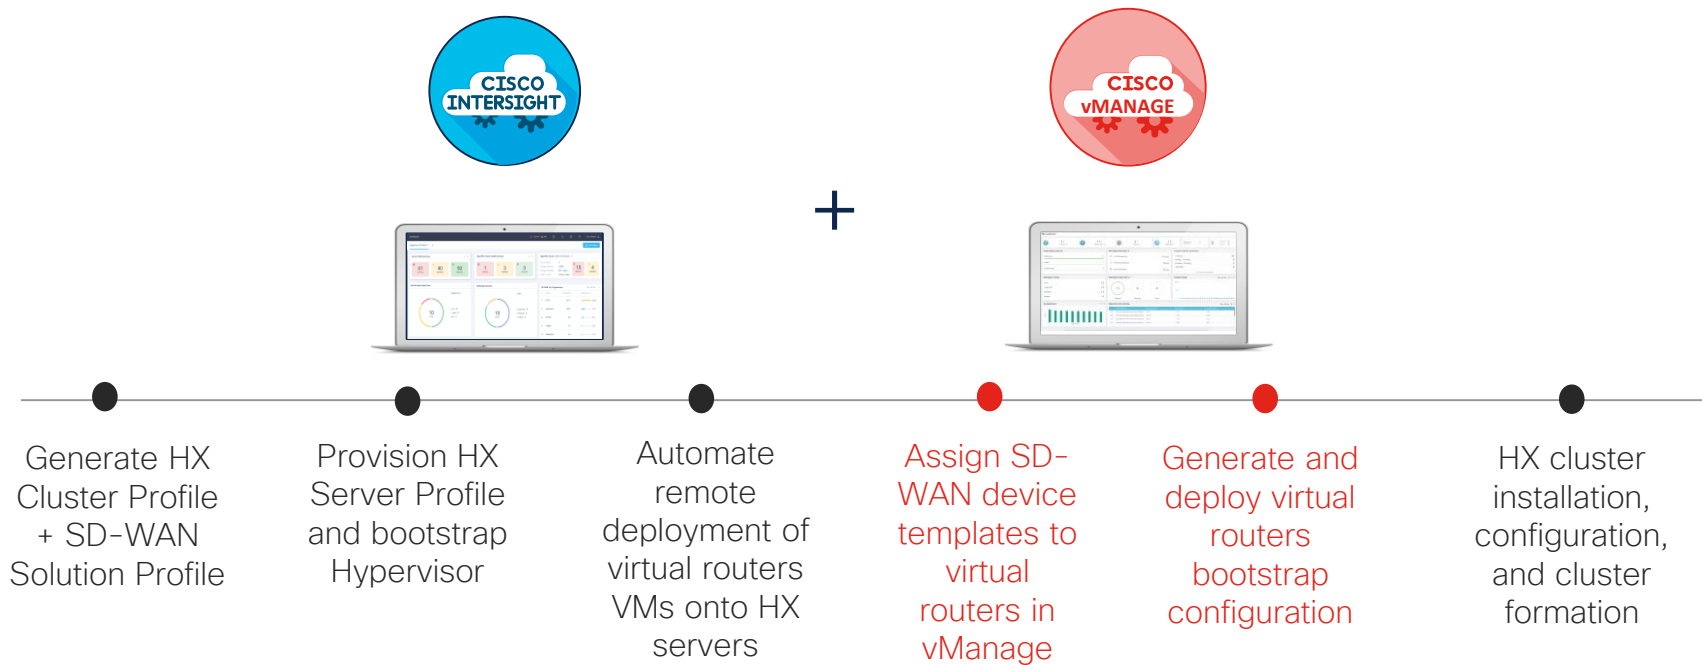 CISCO
INTERSIGHT
CISCO
vMANAGE
+
Generate HX
Cluster Profile
+ SD-WAN
Solution Profile
Provision HX
Server Profile
and bootstrap
Hypervisor
Automate
remote
deployment of
virtual routers
VMs onto HX
servers
Assign SD-
WAN device
templates to
virtual
routers in
vManage
Generate and
deploy virtual
routers
bootstrap
configuration
HX cluster
installation,
configuration,
and cluster
formation